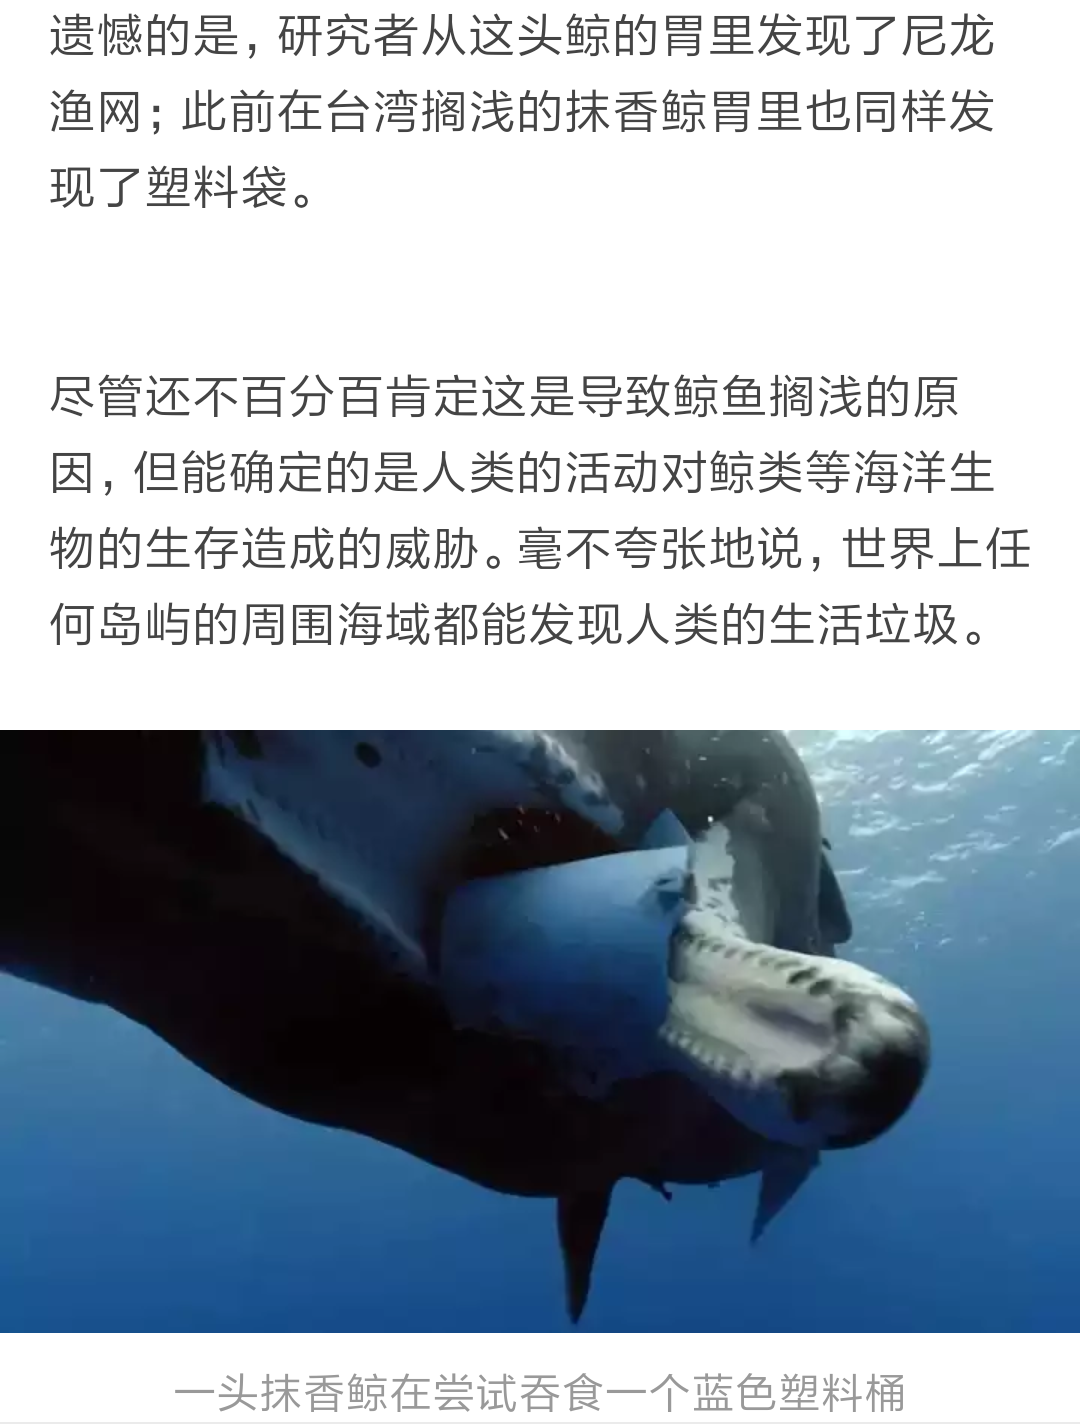 遗憾的是，研究者从这头鲸的胃里发现了尼龙
渔网；此前在台湾搁浅的抹香鲸胃里也同样发
现了塑料袋。
尽管还不百分百肯定这是导致鲸鱼搁浅的原
因，但能确定的是人类的活动对鲸类等海洋生
物的生存造成的威胁。毫不夸张地说，世界上任
何岛屿的周围海域都能发现人类的生活垃圾。
一头抹香鲸在尝试吞食一个蓝色塑料桶